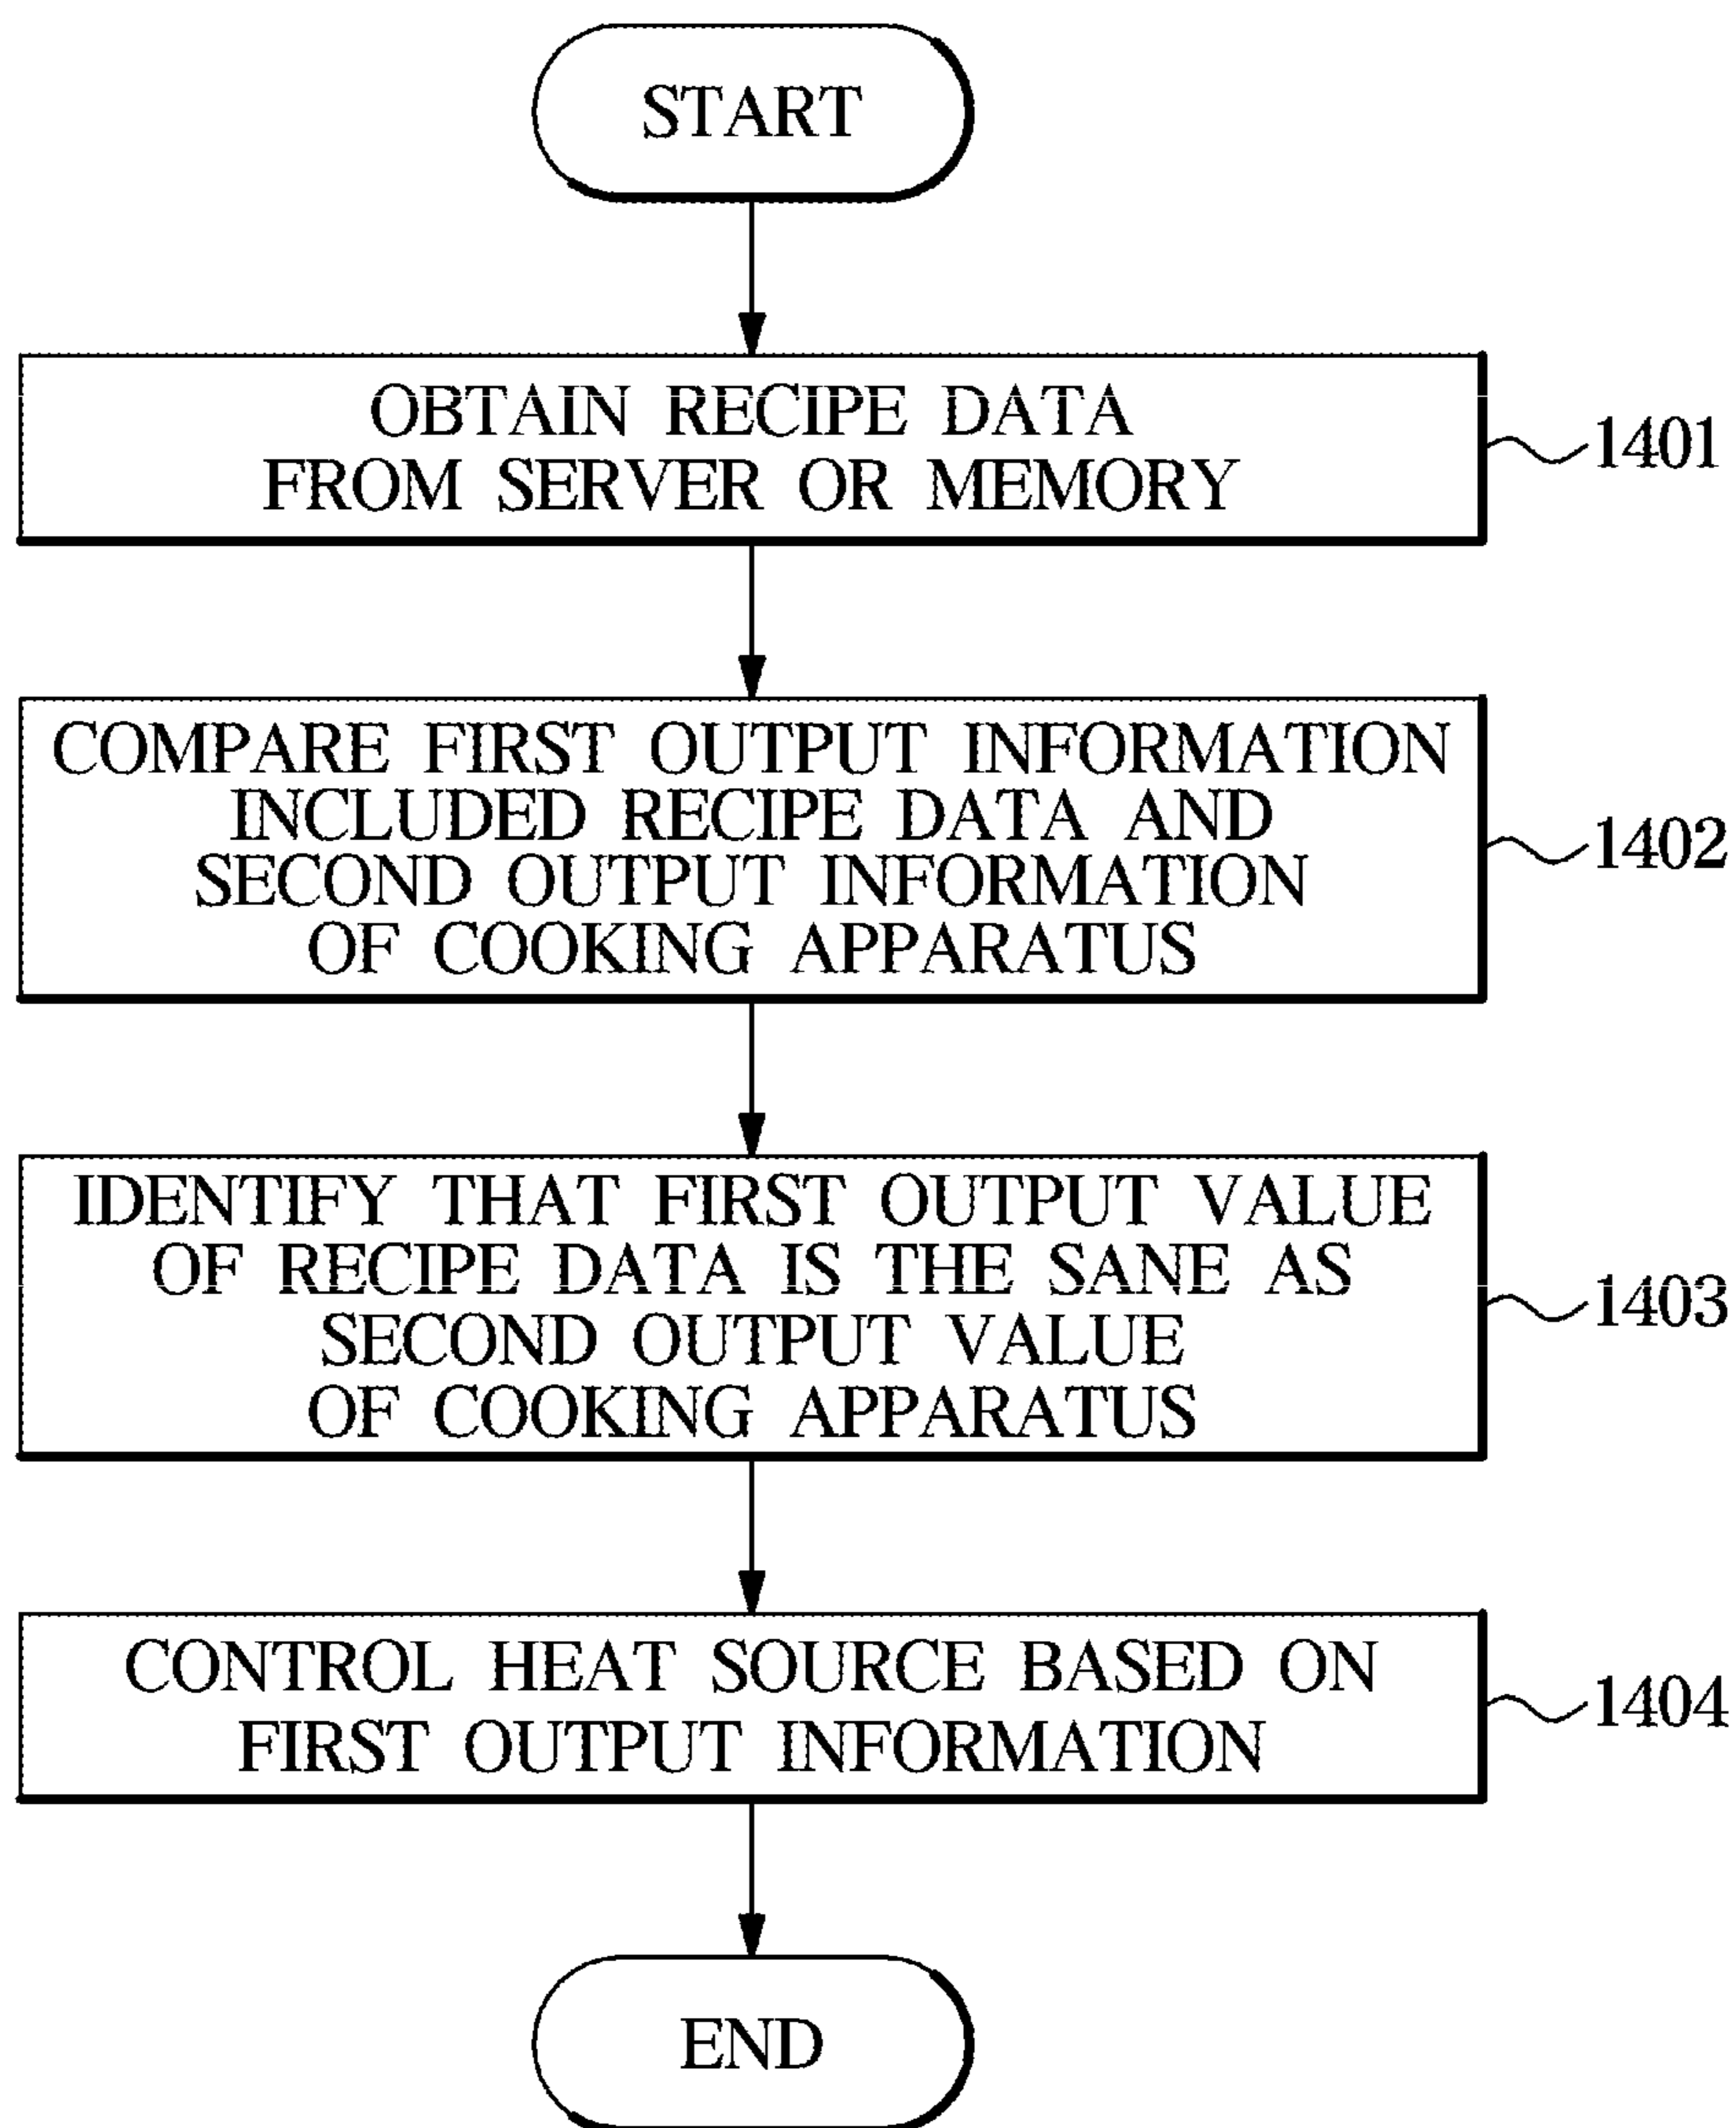 START
OBTAIN RECIPE DATA
FROM SERVER OR MEMORY
1401
COMPARE FIRST OUTPUT INFORMATION
INCLUDED RECIPE DATA AND
SECOND OUTPUT INFORMATION
OF COOKING APPARATUS
1402
IDENTIFY THAT FIRST OUTPUT VALUE
OF RECIPE DATA IS THE SANE AS
SECOND OUTPUT VALUE
OF COOKING APPARATUS
1403
CONTROL HEAT SOURCE BASED ON
FIRST OUTPUT INFORMATION
1404
END